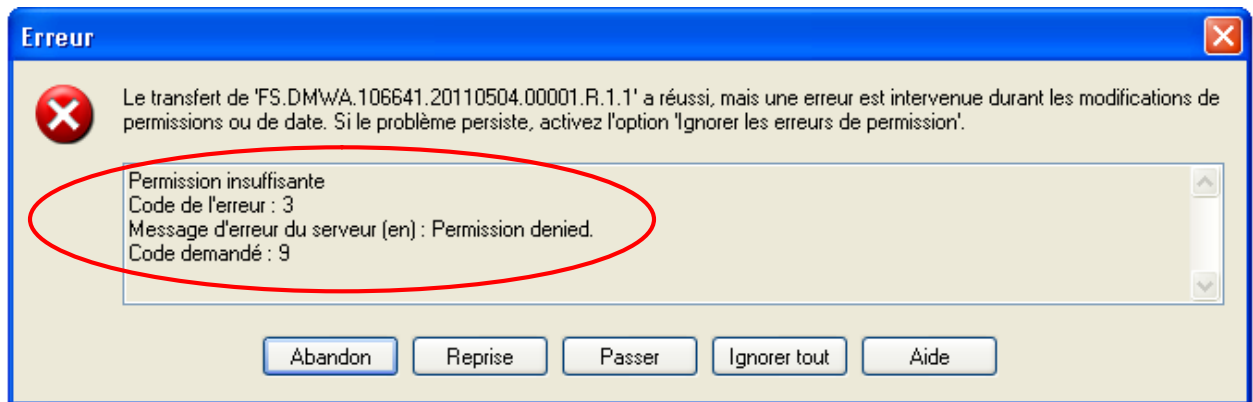 Erreur
Le transfert de 'FS.DMWA.106641.20110504.00001.R.1.1' a réussi, mais une erreur est intervenue durant les modifications de
permissions ou de date. Si le problème persiste, activez l'option 'Ignorer les erreurs de permission'.
Permission insuffisante
Code de l'erreur : 3
Message d'erreur du serveur (en) : Permission denied.
Code demandé : 9
Abandon Reprise Passer Ignorer tout Aide